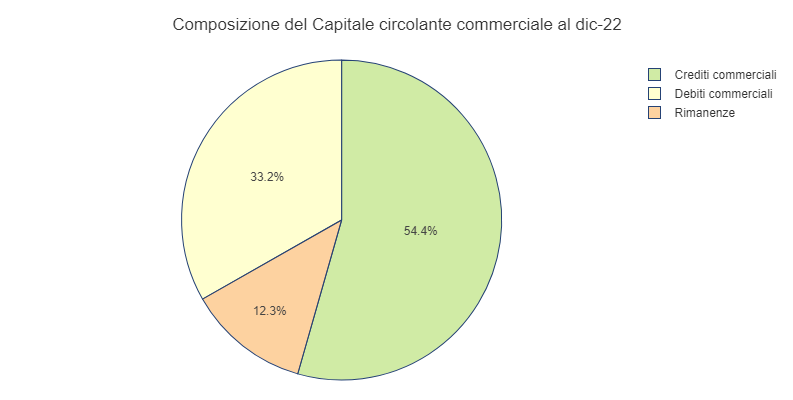 Composizione del Capitale circolante commerciale al dic-22
Crediti commerciali
Debiti commerciali
Rimanenze
33.2%
54.4%
12.3%